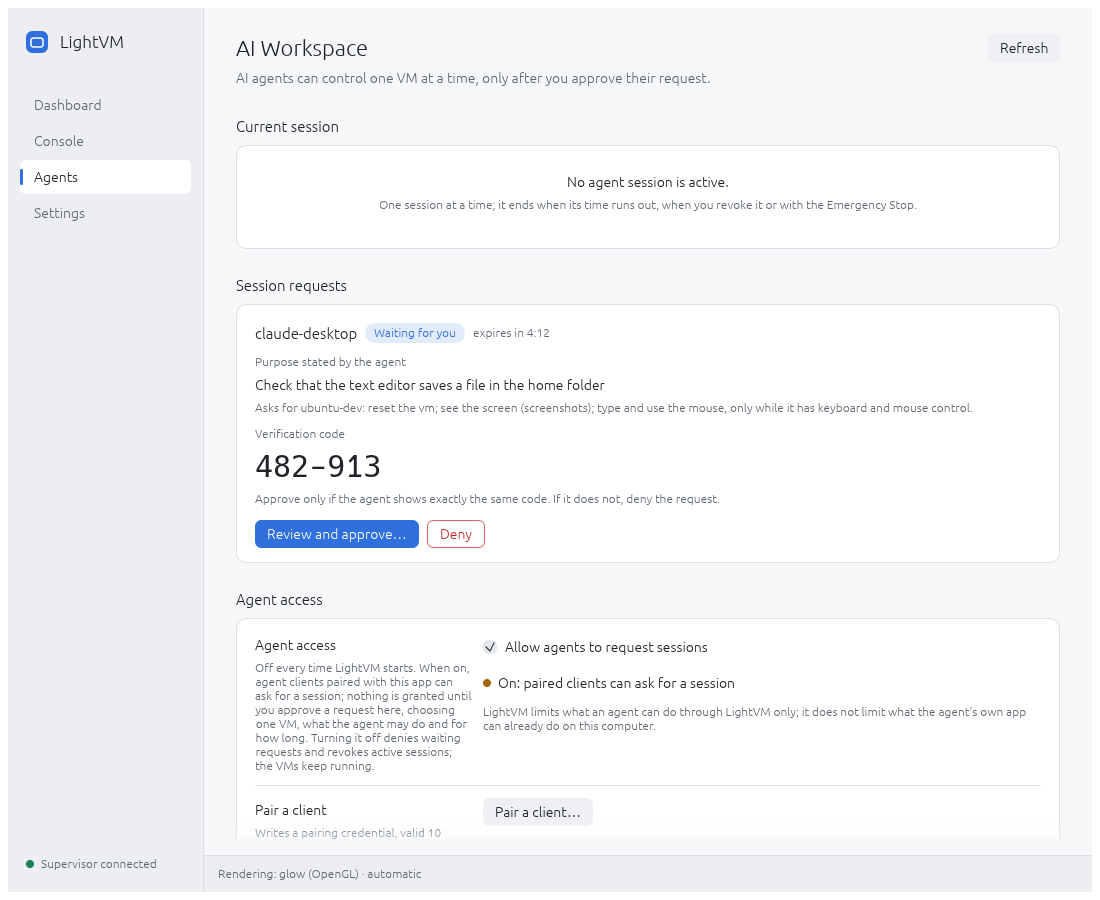 LightVM
Dashboard
Console
Agents
Settings
Supervisor connected
AI Workspace
Refresh
AI agents can control one VM at a time, only after you approve their request.
Current session
No agent session is active.
One session at a time; it ends when its time runs out, when you revoke it or with the Emergency Stop.
Session requests
claude-desktop Waiting for you expires in 4:12
Purpose stated by the agent
Check that the text editor saves a file in the home folder
Asks for ubuntu-dev: reset the vm; see the screen (screenshots); type and use the mouse, only while it has keyboard and mouse control.
Verification code
482-913
Approve only if the agent shows exactly the same code. If it does not, deny the request.
Review and approve... Deny
Agent access
Agent access
Off every time LightVM starts. When on,
agent clients paired with this app can
ask for a session; nothing is granted until
you approve a request here, choosing
one VM, what the agent may do and for
how long. Turning it off denies waiting
requests and revokes active sessions;
the VMs keep running.
Allow agents to request sessions
On: paired clients can ask for a session
LightVM limits what an agent can do through LightVM only; it does not limit what the agent's own app
can already do on this computer.
Pair a client
Writes a pairing credential, valid 10
Pair a client...
Rendering: glow (OpenGL) · automatic